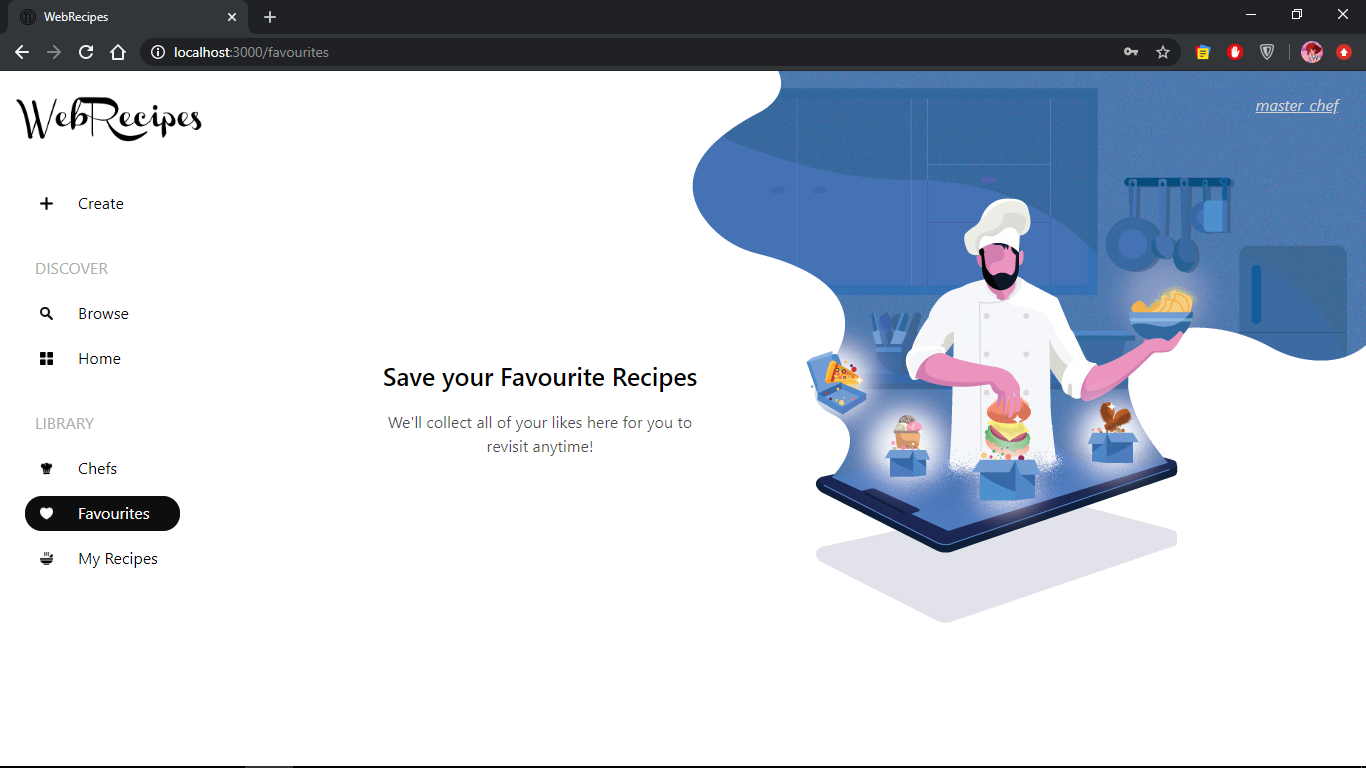 WebRecipes
localhost:3000/favourites
WebRecipes
master_chef
Create
DISCOVER
Browse
Home
LIBRARY
Chefs
Favourites
My Recipes
Save your Favourite Recipes
We'll collect all of your likes here for you to
revisit anytime!